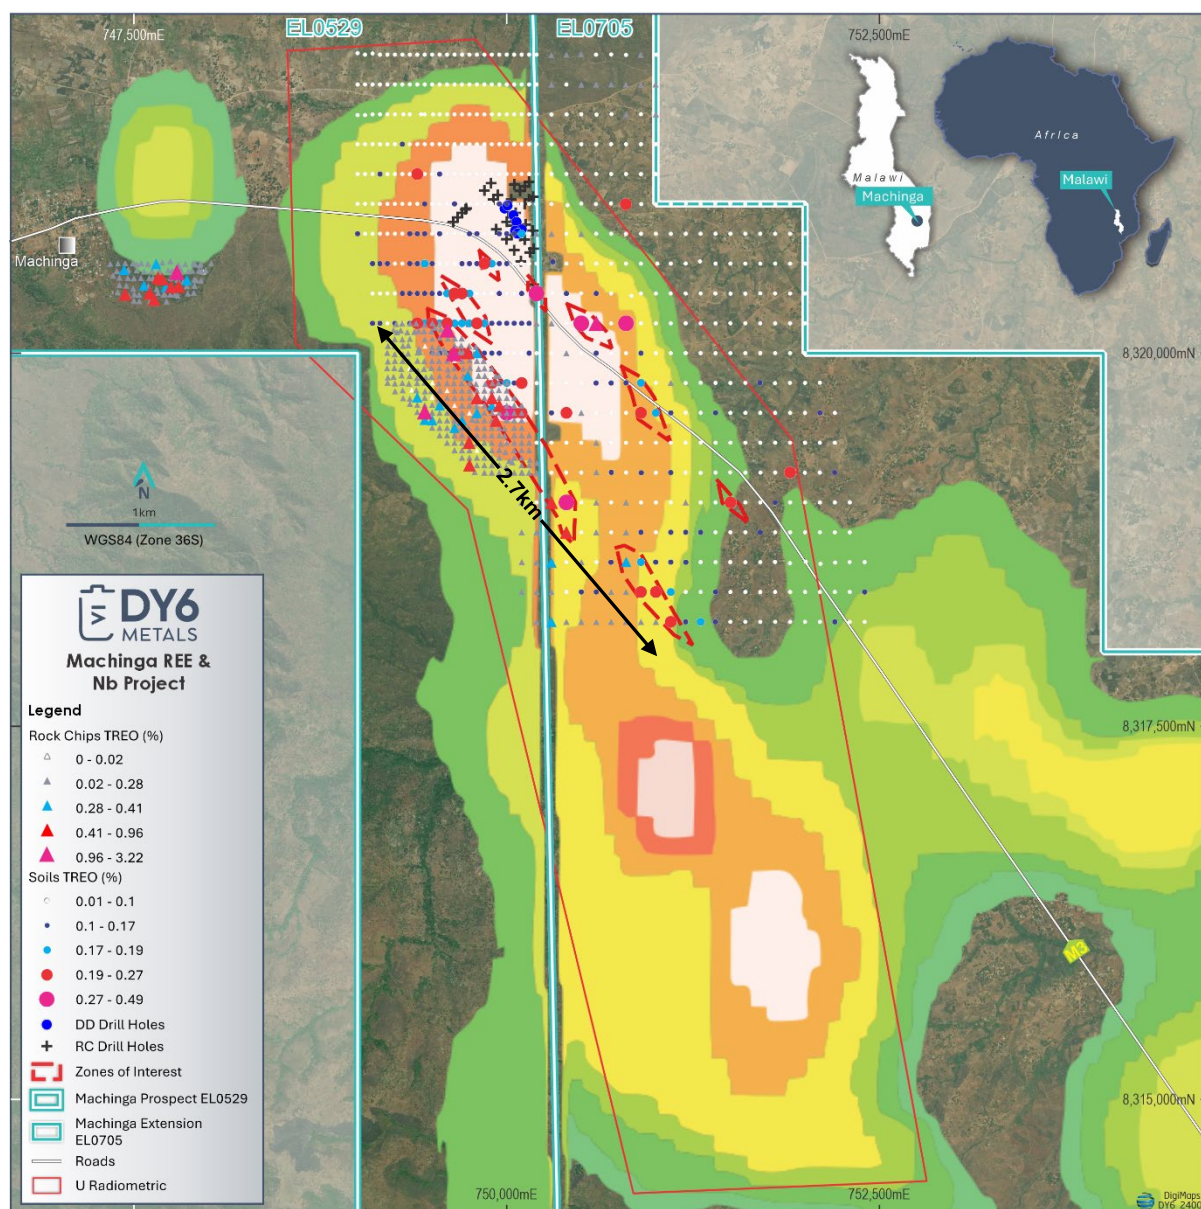 EL0529
EL0705
747,500mE
752,500mE
Africa
Malawi
Malawi
Machinga
Machinga
8,320,000mN
2.7km
N
1km
WGS84 (Zone 36S)
DY6
METALS
Machinga REE &
Nb Project
Legend
Rock Chips TREO (%)
0 - 0.02
0.02 - 0.28
0.28 - 0.41
0.41 - 0.96
0.96 - 3.22
Soils TREO (%)
0.01 - 0.1
0.1 - 0.17
0.17 - 0.19
0.19 - 0.27
0.27 - 0.49
DD Drill Holes
RC Drill Holes
Zones of Interest
Machinga Prospect EL0529
Machinga Extension
EL0705
Roads
U Radiometric
8,317,500mN
M3
8,315,000mN
750,000mE
752,500mE
DigiMaps
DY6_2400